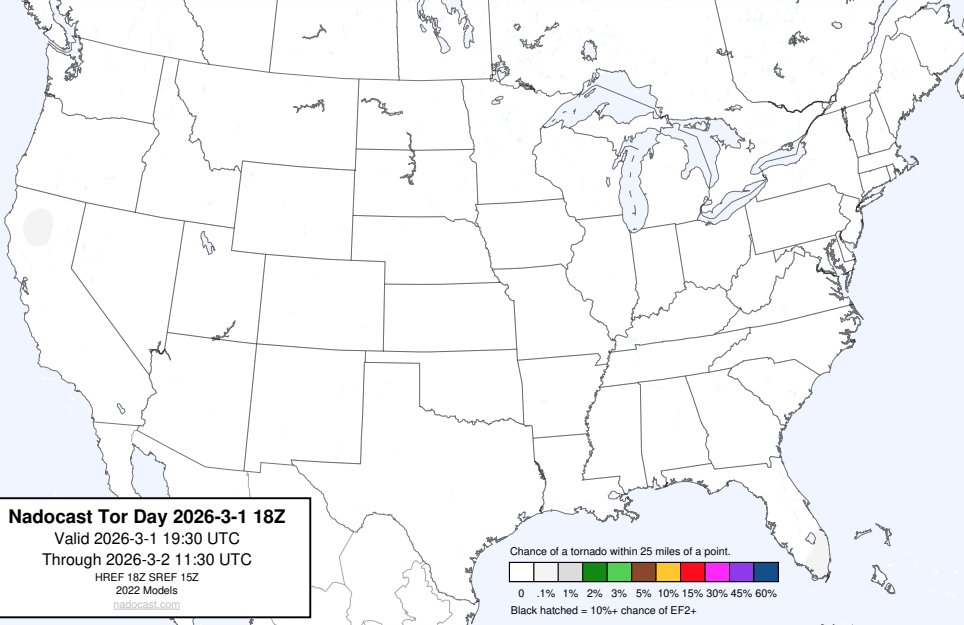 Nadocast Tor Day 2026-3-1 18Z
Valid 2026-3-1 19:30 UTC
Through 2026-3-2 11:30 UTC
HREF 18Z SREF 15Z
2022 Models
nadocast.com
Chance of a tornado within 25 miles of a point.
0 .1% 1% 2% 3% 5% 10% 15% 30% 45% 60%
Black hatched = 10%+ chance of EF2+